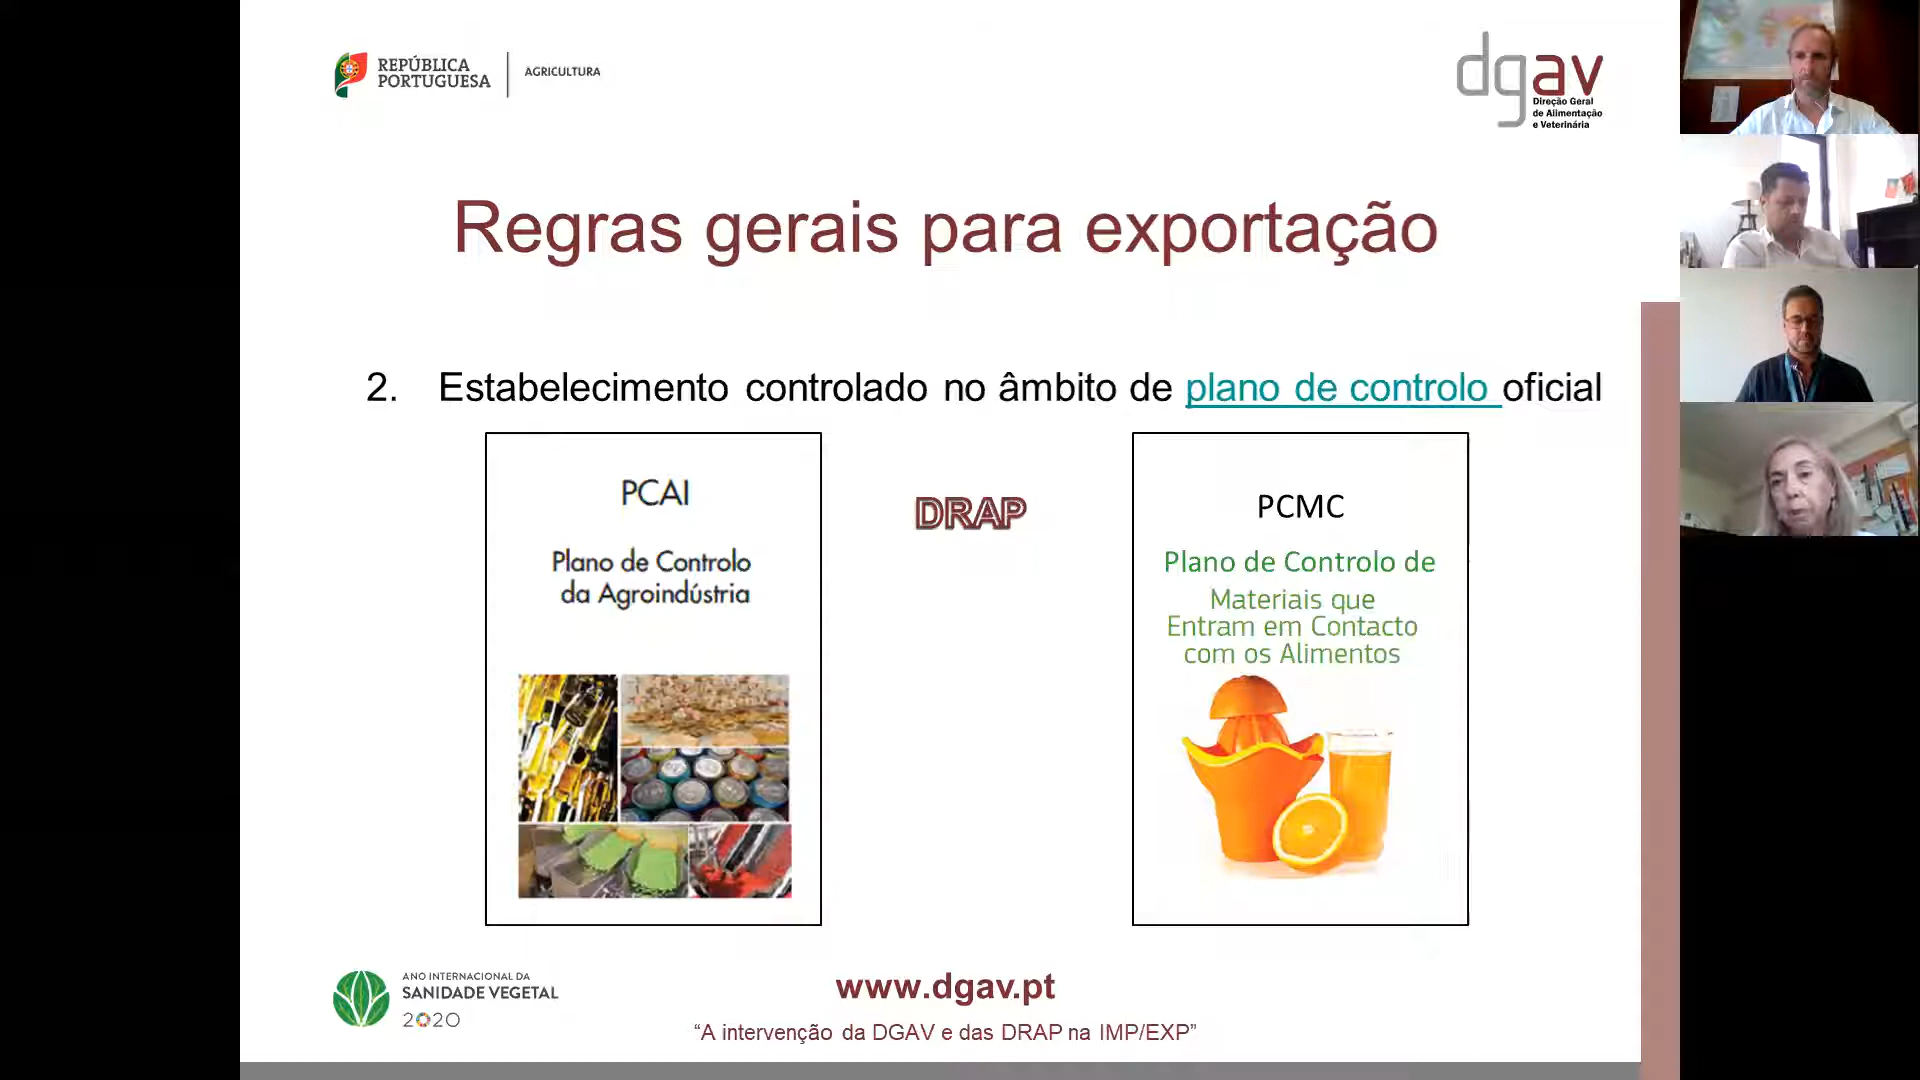 REPÚBLICA
PORTUGUESA
AGRICULTURA
dgav
Direção Geral
de Alimentação
e Veterinária
Regras gerais para exportação
2. Estabelecimento controlado no âmbito de plano de controlo oficial
PCAI
Plano de Controlo
da Agroindústria
DRAP
PCMC
Plano de Controlo de
Materiais que
Entram em Contacto
com os Alimentos
ANO INTERNACIONAL DA
SANIDADE VEGETAL
2020
www.dgav.pt
“A intervenção da DGAV e das DRAP na IMP/EXP”